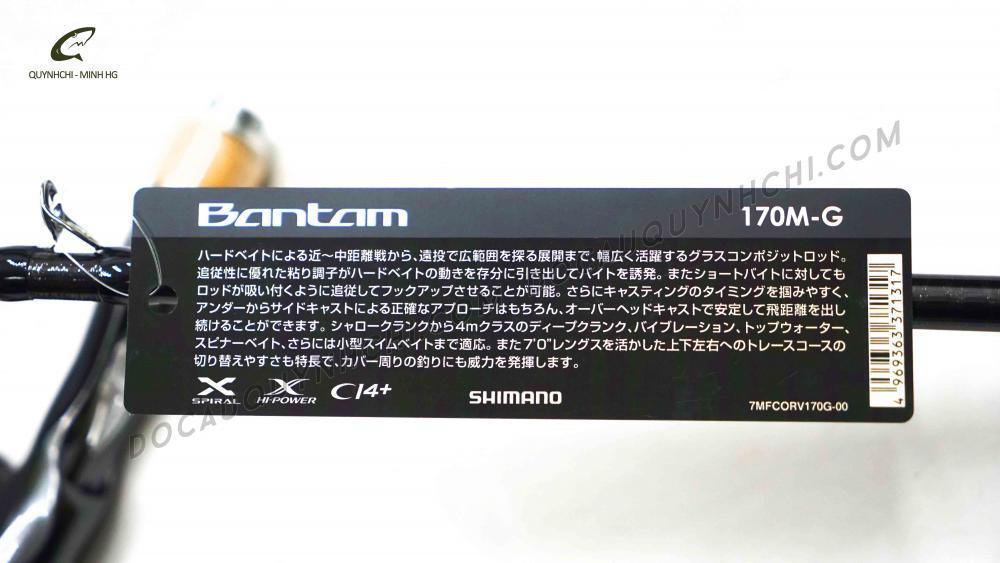 QUYNHCHI - MINH HG
Bantam
170M-G
ハードベイトによる近〜中距離戦から、遠投で広範囲を探る展開まで、幅広く活躍するグラスコンポジットロッド。
追従性に優れた粘り調子がハードベイトの動きを存分に引き出してバイトを誘発。またショートバイトに対しても
ロッドが吸い付くように追従してフックアップさせることが可能。さらにキャスティングのタイミングを掴みやすく、
アンダーからサイドキャストによる正確なアプローチはもちろん、オーバーヘッドキャストで安定して飛距離を出し
続けることができます。シャロークランクから4mクラスのディープクランク、バイブレーション、トップウォーター、
スピナーベイト、さらには小型スイムベイトまで適応。また7'0"レングスを活かした上下左右へのトレースコースの
切り替えやすさも特長で、カバー周りの釣りにも威力を発揮します。
X SPIRAL
X HI-POWER
CI4+
SHIMANO
7MFCORV170G-00
4 969363 371317
DOCAUQUYNHCHI.COM
DOCAUQUYNHCHI.COM